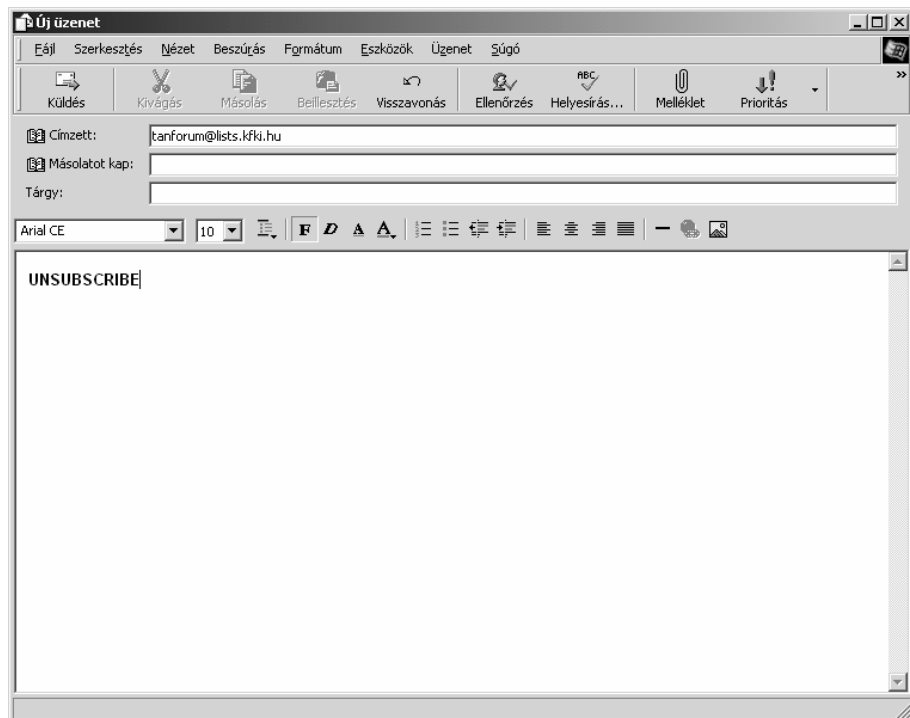 Új üzenet
Fájl Szerkesztés Nézet Beszúrás Formátum Eszközök Üzenet Súgó
Küldés Kivágás Másolás Beillesztés Visszavonás Ellenőrzés Helyesírás... Melléklet Prioritás »
Címzett: tanforum@lists.kfki.hu
Másolatot kap:
Tárgy:
Arial CE 10 F D A A
UNSUBSCRIBE